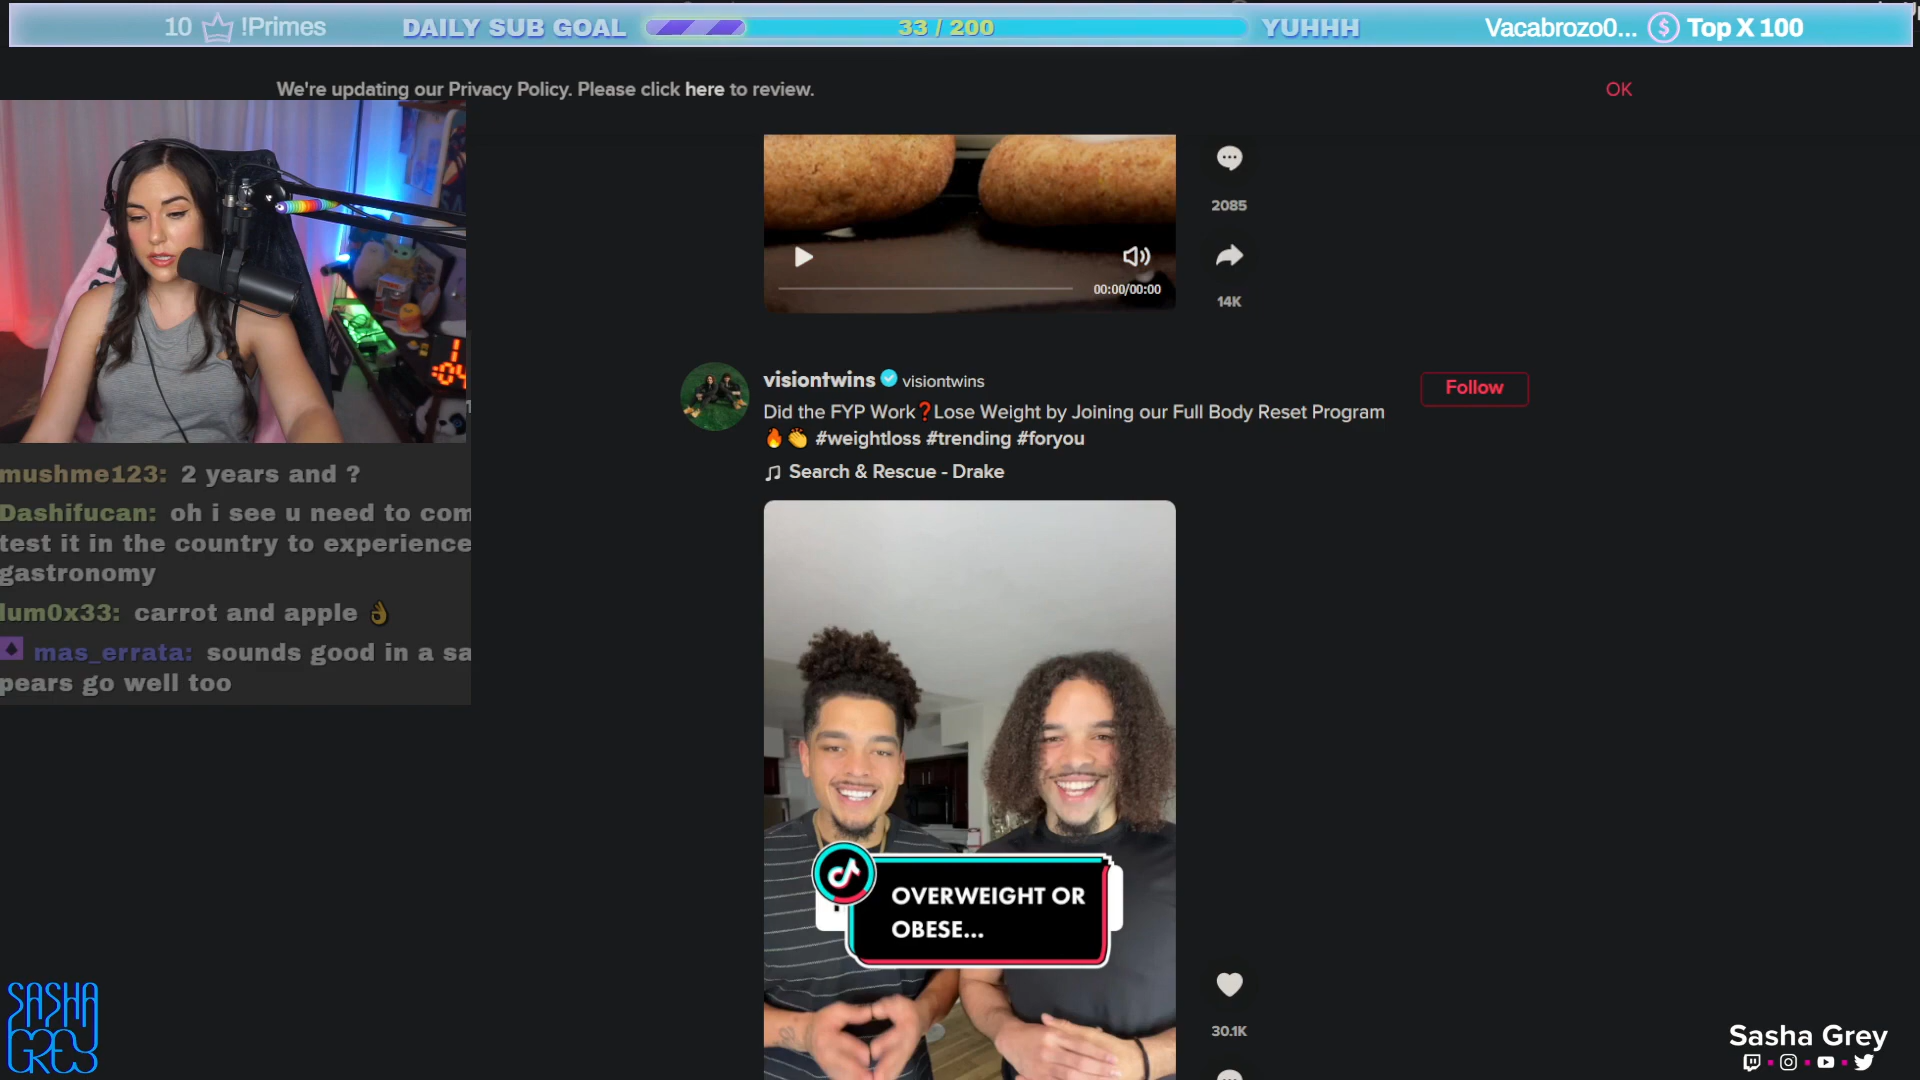 10 !Primes
DAILY SUB GOAL
33 / 200
YUHHH
Vacabrozo0...
Top X 100
We're updating our Privacy Policy. Please click here to review.
OK
2085
14K
00:00/00:00
visiontwins visiontwins
Follow
Did the FYP Work❓Lose Weight by Joining our Full Body Reset Program
🔥👏 #weightloss #trending #foryou
Search & Rescue - Drake
OVERWEIGHT OR
OBESE...
30.1K
mushme123: 2 years and ?
Dashifucan: oh i see u need to com
test it in the country to experience
gastronomy
lum0x33: carrot and apple 👌
mas_errata: sounds good in a sa
pears go well too
SASHA
GREY
Sasha Grey